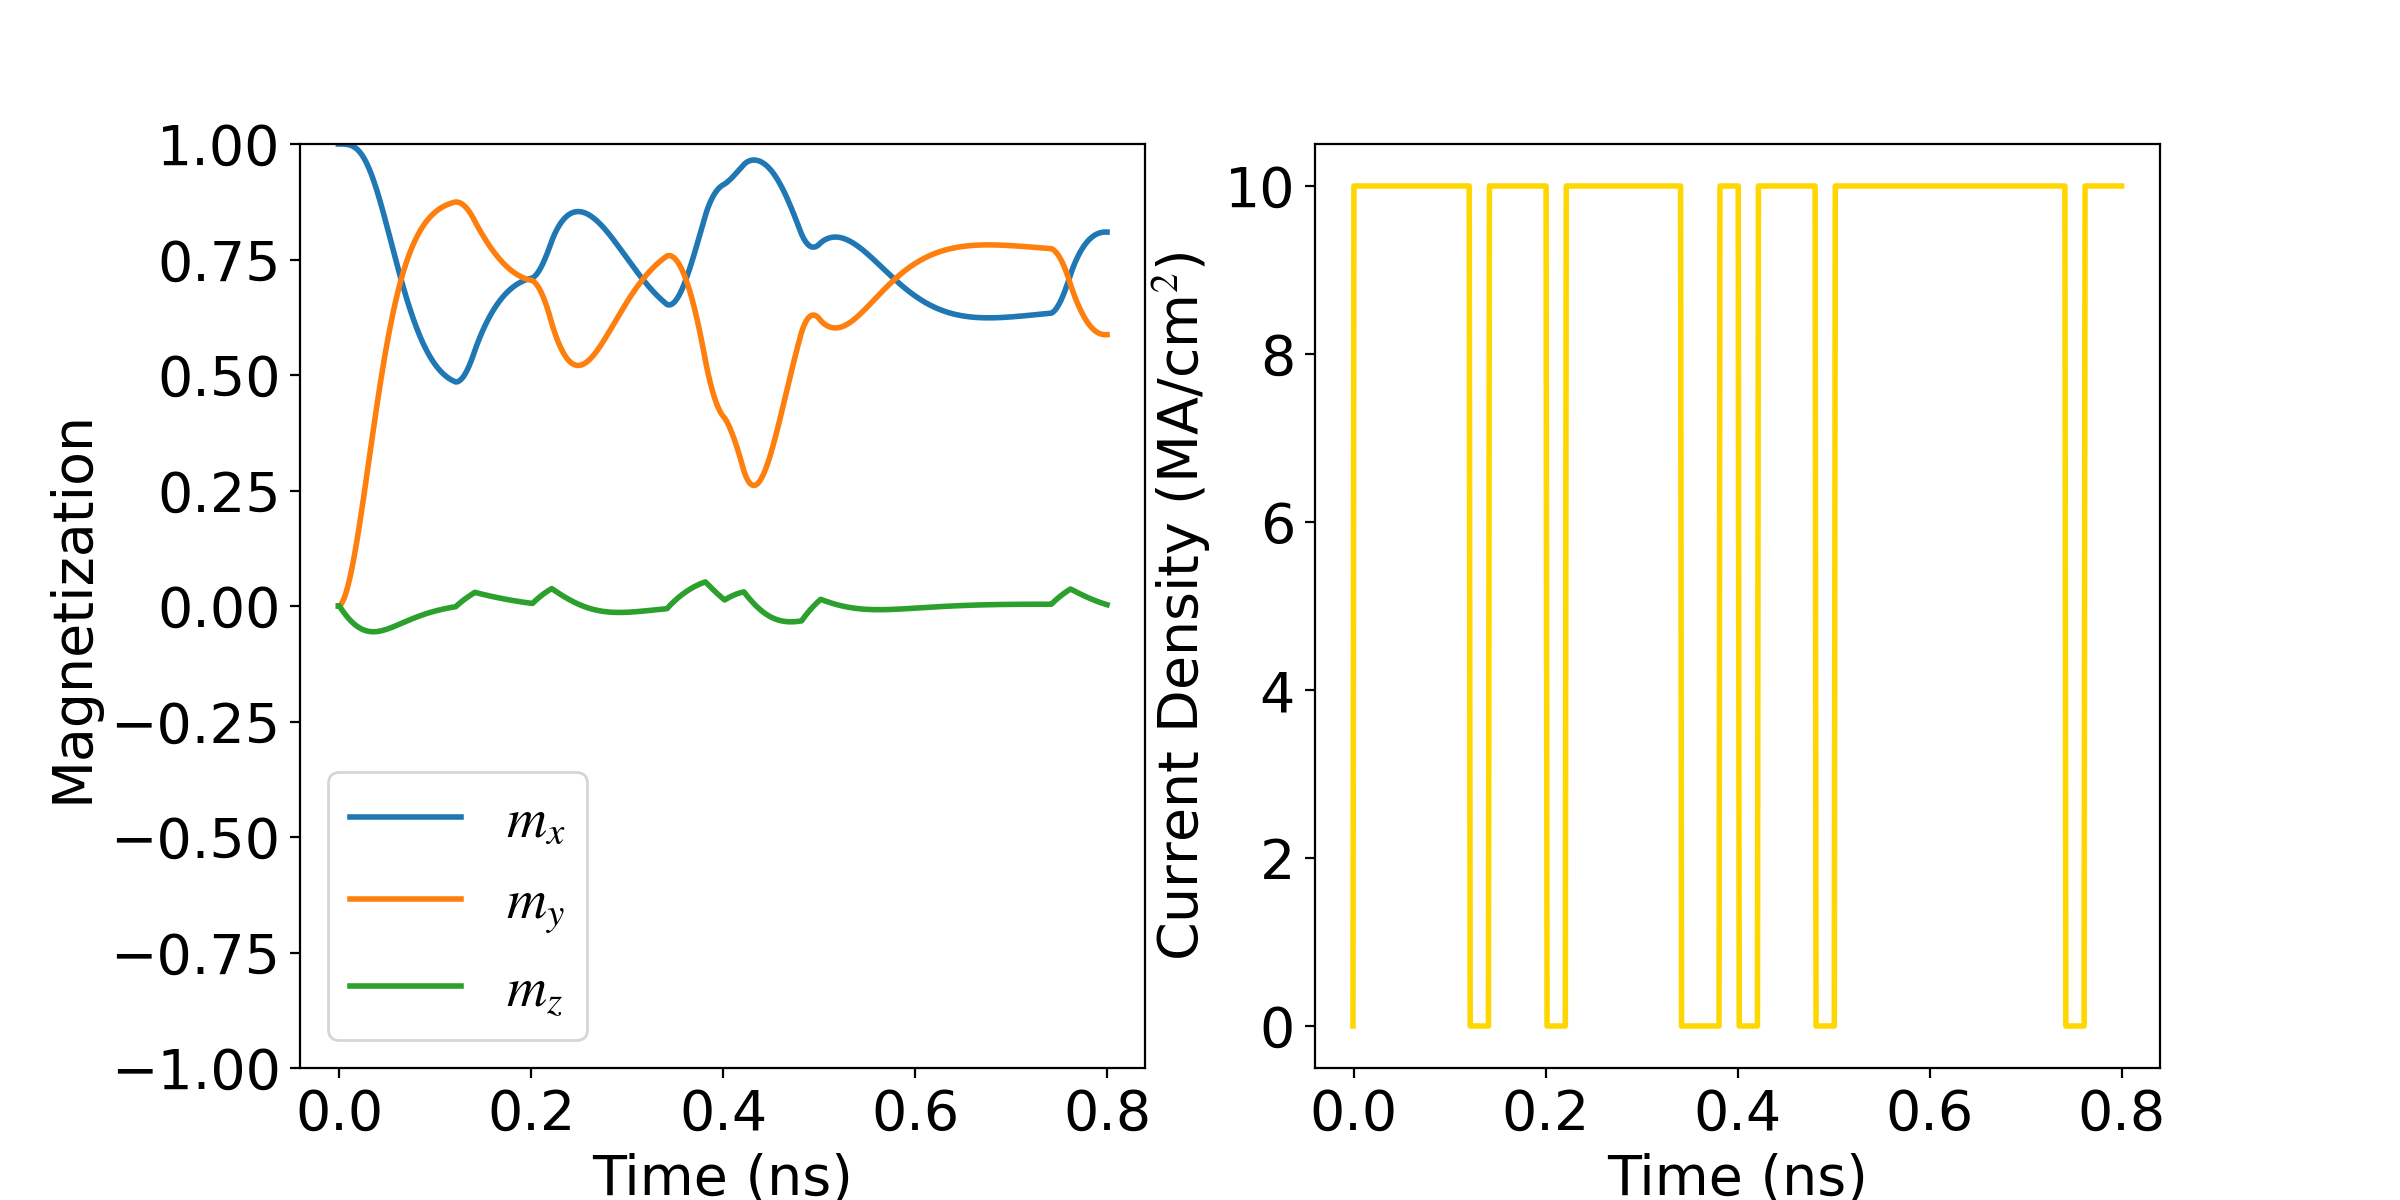 Magnetization
1.00
0.75
0.50
0.25
0.00
−0.25
−0.50
−0.75
−1.00
m_x
m_y
m_z
0.0 0.2 0.4 0.6 0.8
Time (ns)
Current Density (MA/cm²)
10
8
6
4
2
0
0.0 0.2 0.4 0.6 0.8
Time (ns)